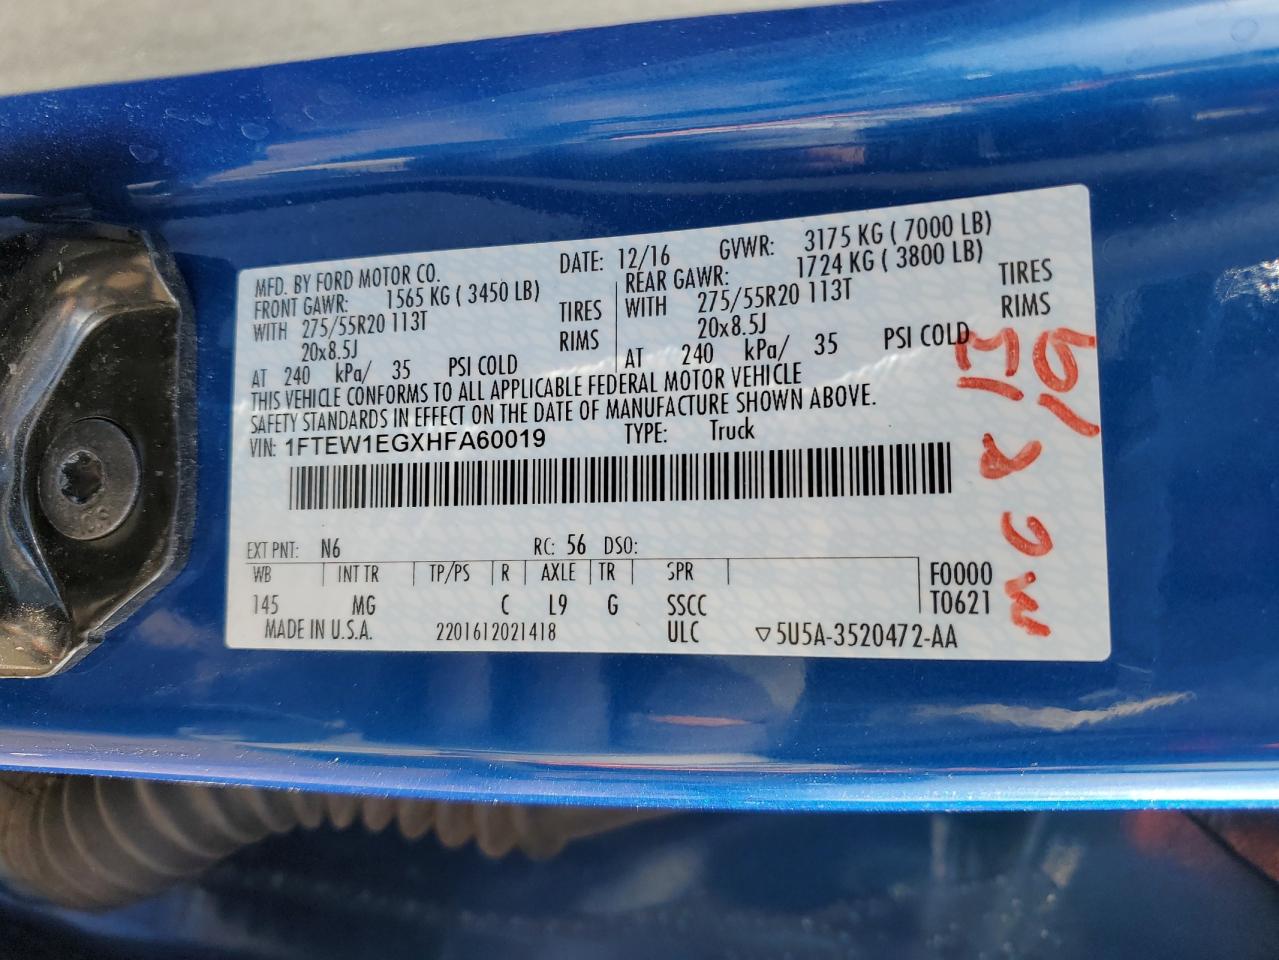 MFD. BY FORD MOTOR CO. DATE: 12/16 GVWR: 3175 KG ( 7000 LB)
FRONT GAWR: 1565 KG ( 3450 LB) REAR GAWR: 1724 KG ( 3800 LB)
WITH 275/55R20 113T TIRES WITH 275/55R20 113T TIRES
20x8.5J RIMS 20x8.5J RIMS
AT 240 kPa/ 35 PSI COLD AT 240 kPa/ 35 PSI COLD
THIS VEHICLE CONFORMS TO ALL APPLICABLE FEDERAL MOTOR VEHICLE
SAFETY STANDARDS IN EFFECT ON THE DATE OF MANUFACTURE SHOWN ABOVE.
VIN: 1FTEW1EGXHFA60019 TYPE: Truck
EXT PNT: N6 RC: 56 DSO:
WB INT TR TP/PS R AXLE TR SPR F0000
145 MG C L9 G SSCC T0621
MADE IN U.S.A. 2201612021418 ULC ▽5U5A-3520472-AA